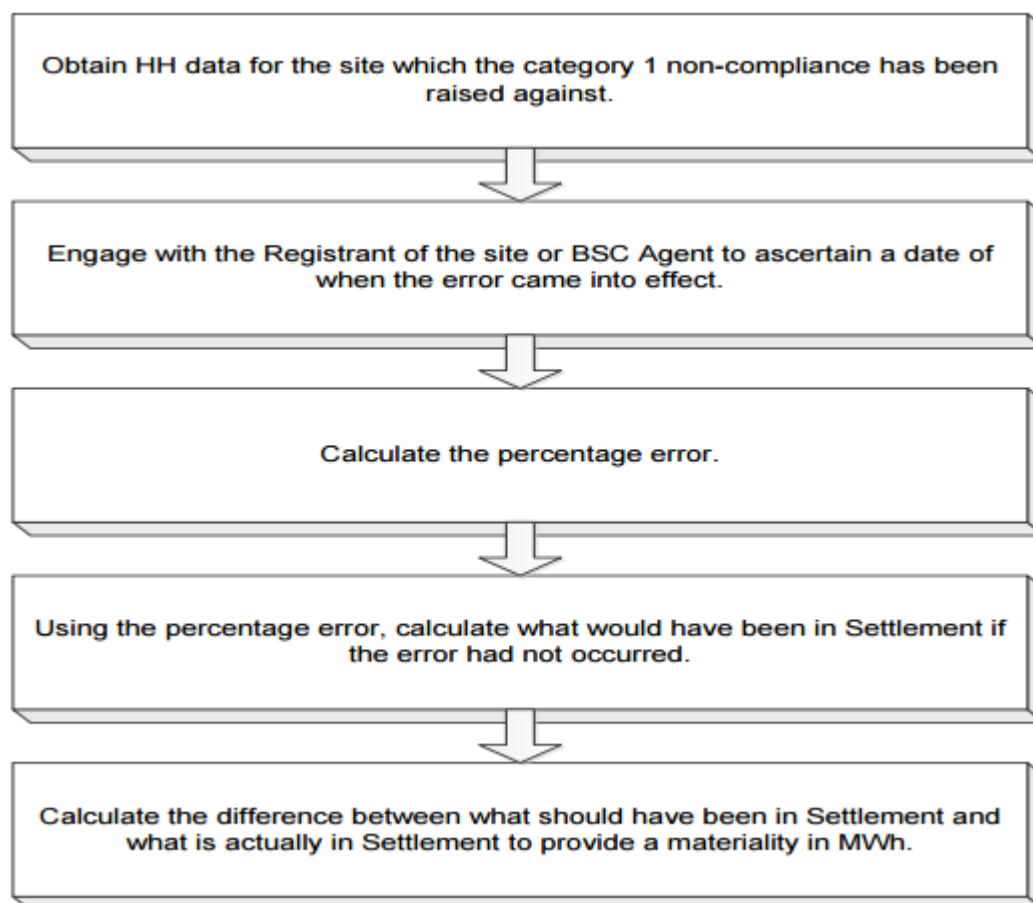 Obtain HH data for the site which the category 1 non-compliance has been
raised against.
Engage with the Registrant of the site or BSC Agent to ascertain a date of
when the error came into effect.
Calculate the percentage error.
Using the percentage error, calculate what would have been in Settlement if
the error had not occurred.
Calculate the difference between what should have been in Settlement and
what is actually in Settlement to provide a materiality in MWh.